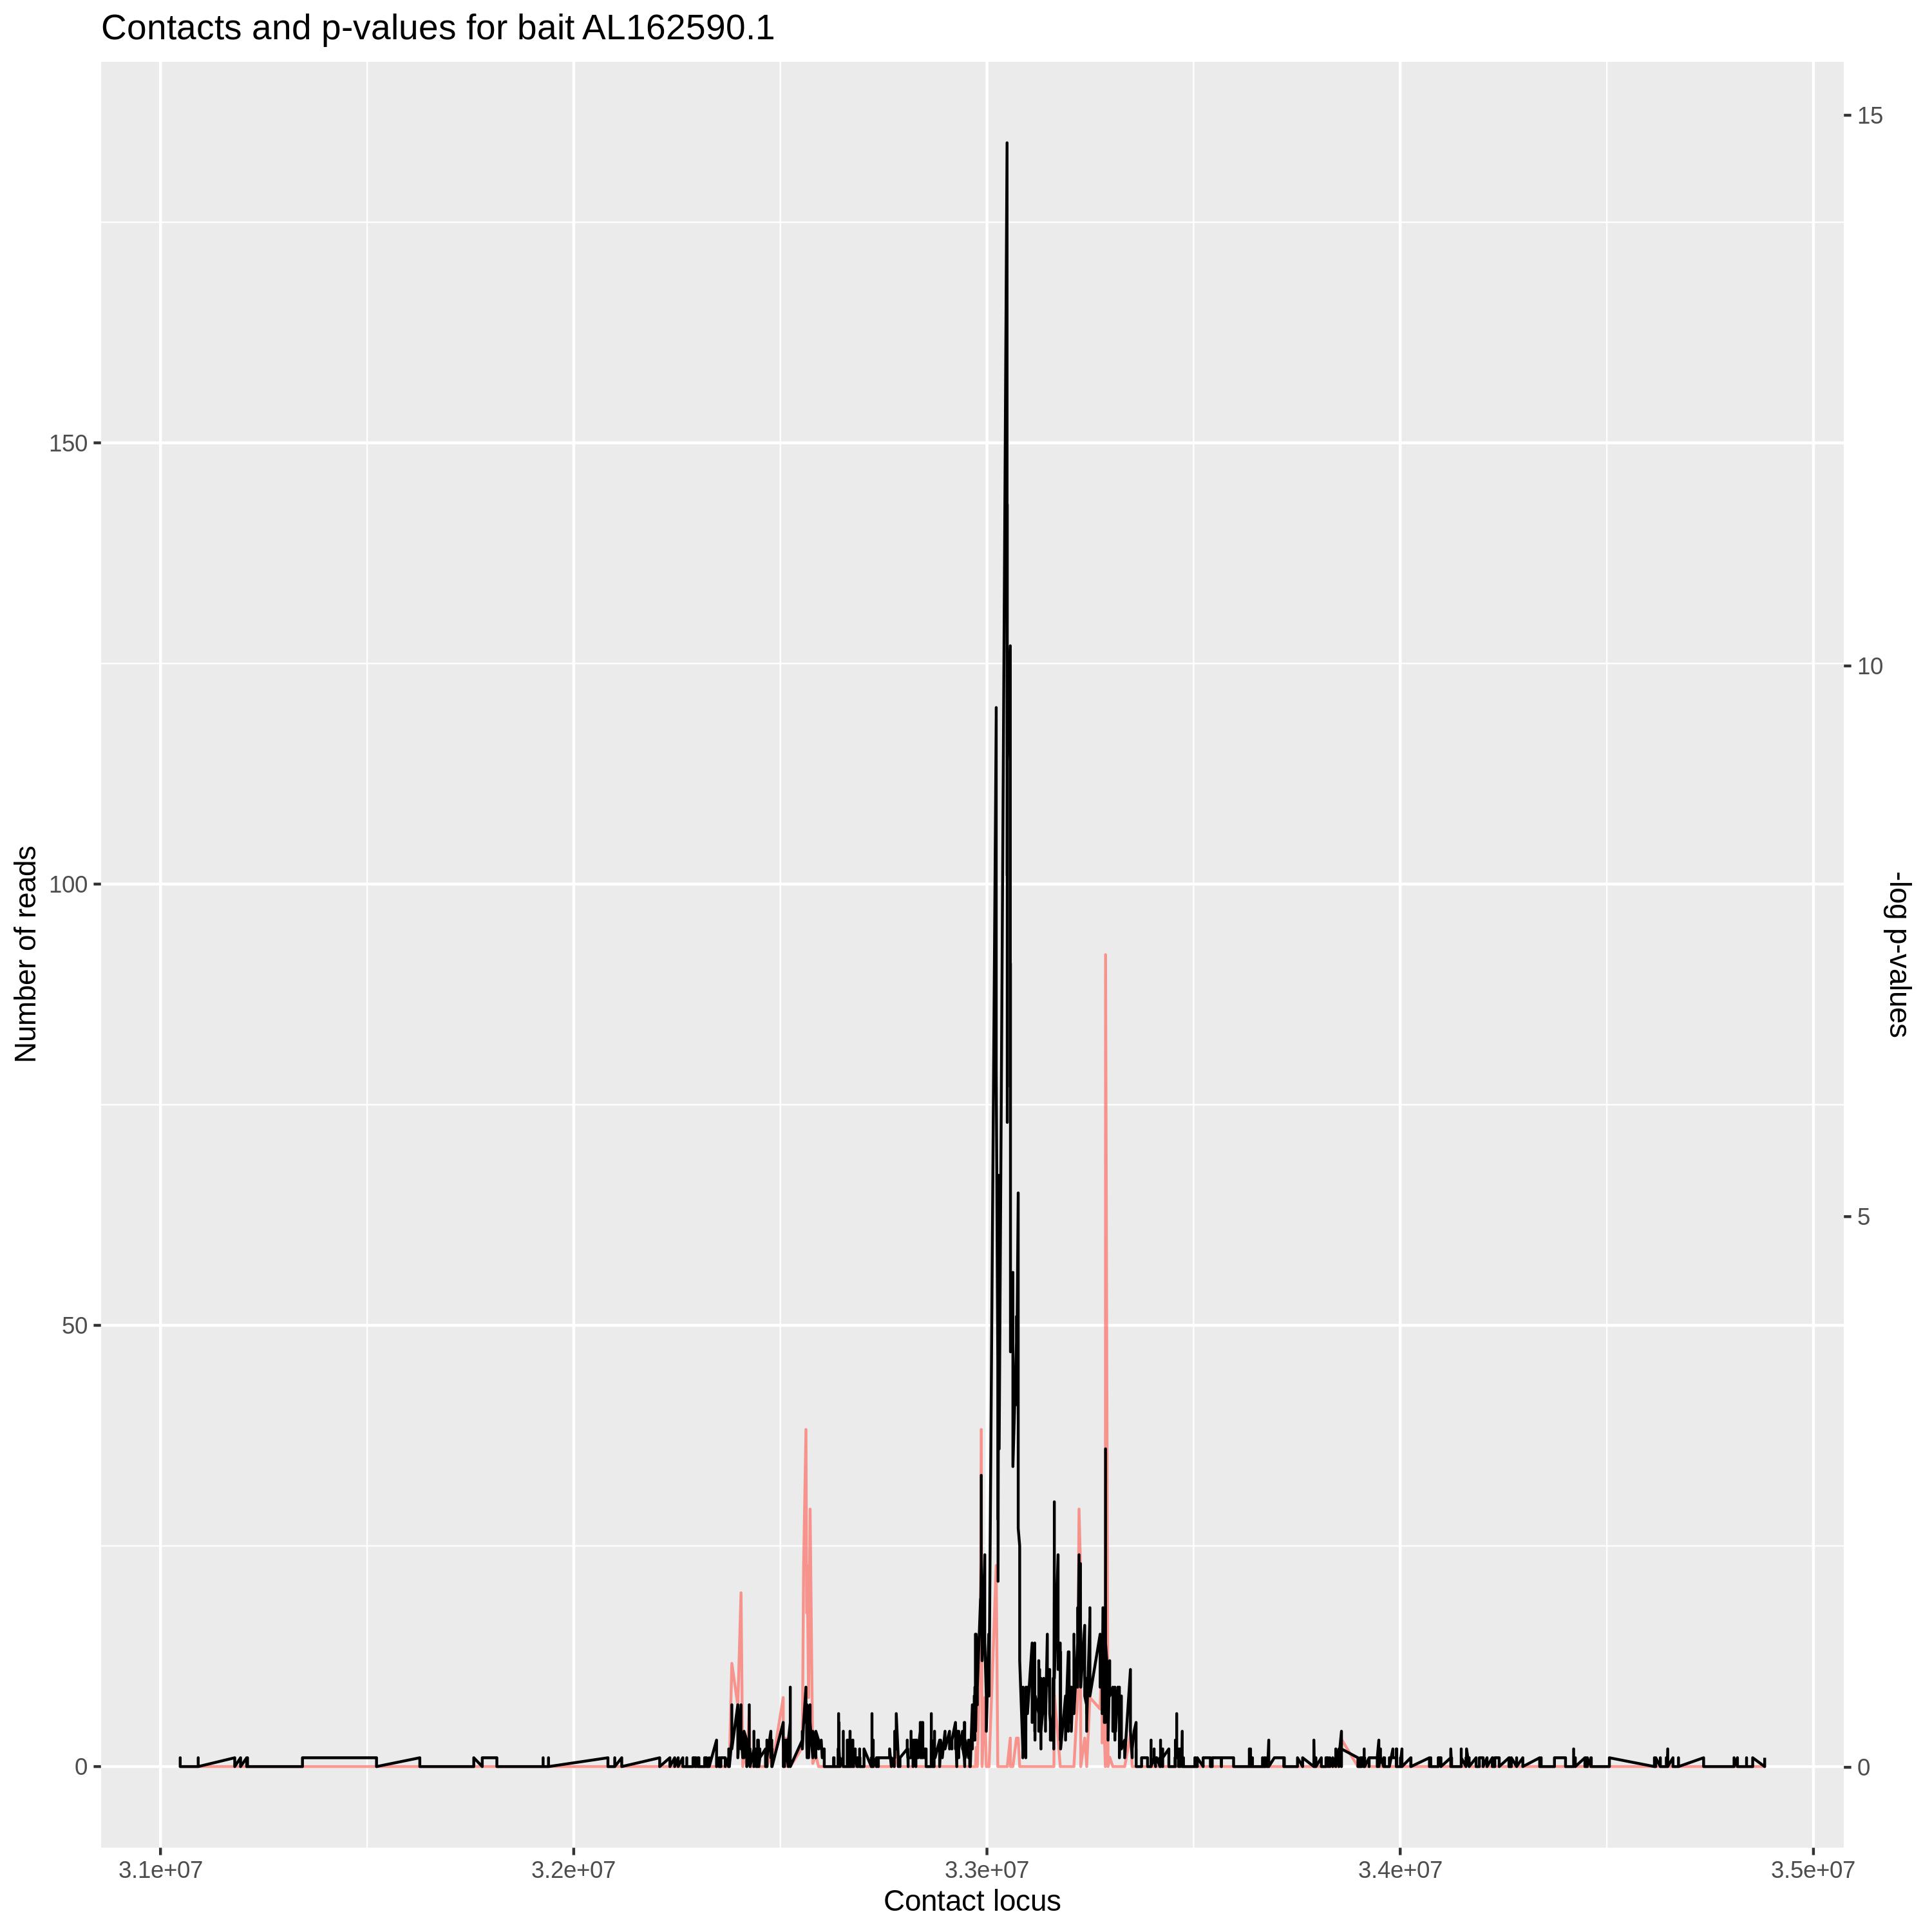 Contacts and p-values for bait AL162590.1
15
150
10
100
Number of reads
-log p-values
5
50
0
0
3.1e+07
3.2e+07
3.3e+07
3.4e+07
3.5e+07
Contact locus